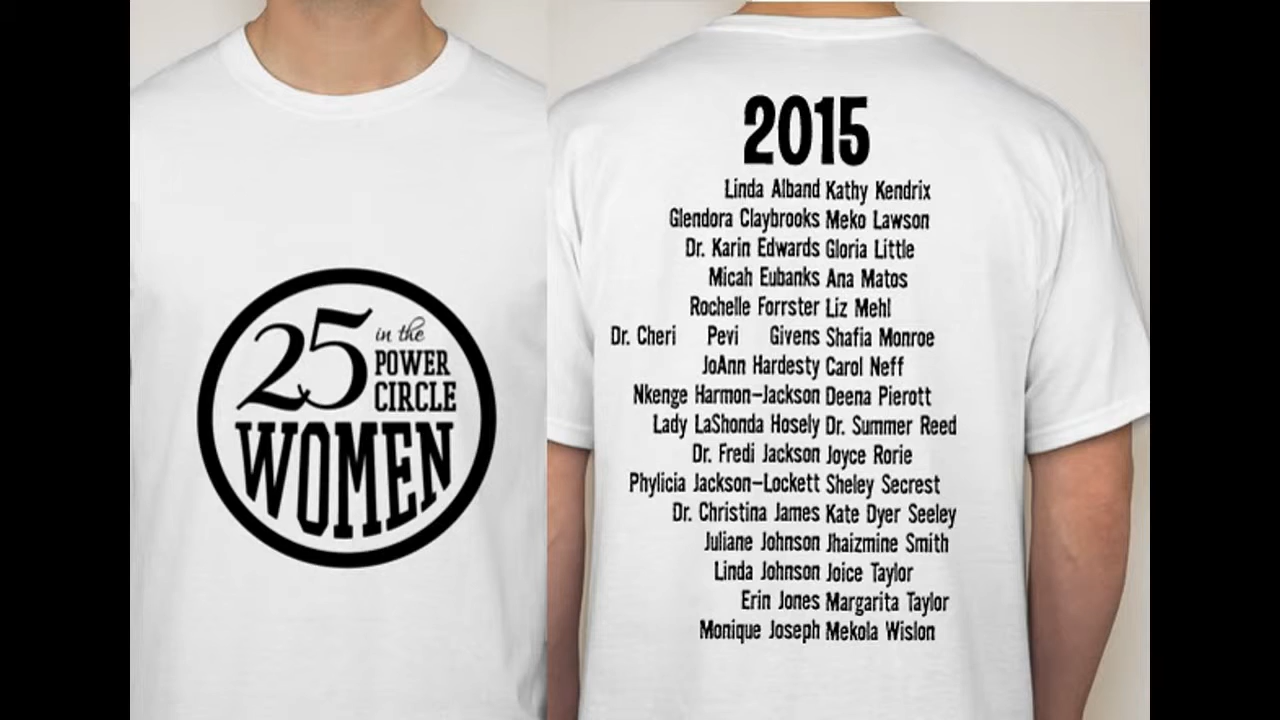 25 in the
POWER
CIRCLE
WOMEN
2015
Linda Alband Kathy Kendrix
Glendora Claybrooks Meko Lawson
Dr. Karin Edwards Gloria Little
Micah Eubanks Ana Matos
Rochelle Forrster Liz Mehl
Dr. Cheri Pevi Givens Shafia Monroe
JoAnn Hardesty Carol Neff
Nkenge Harmon-Jackson Deena Pierott
Lady LaShonda Hosely Dr. Summer Reed
Dr. Fredi Jackson Joyce Rorie
Phylicia Jackson-Lockett Sheley Secrest
Dr. Christina James Kate Dyer Seeley
Juliane Johnson Jhaizmine Smith
Linda Johnson Joice Taylor
Erin Jones Margarita Taylor
Monique Joseph Mekola Wislon